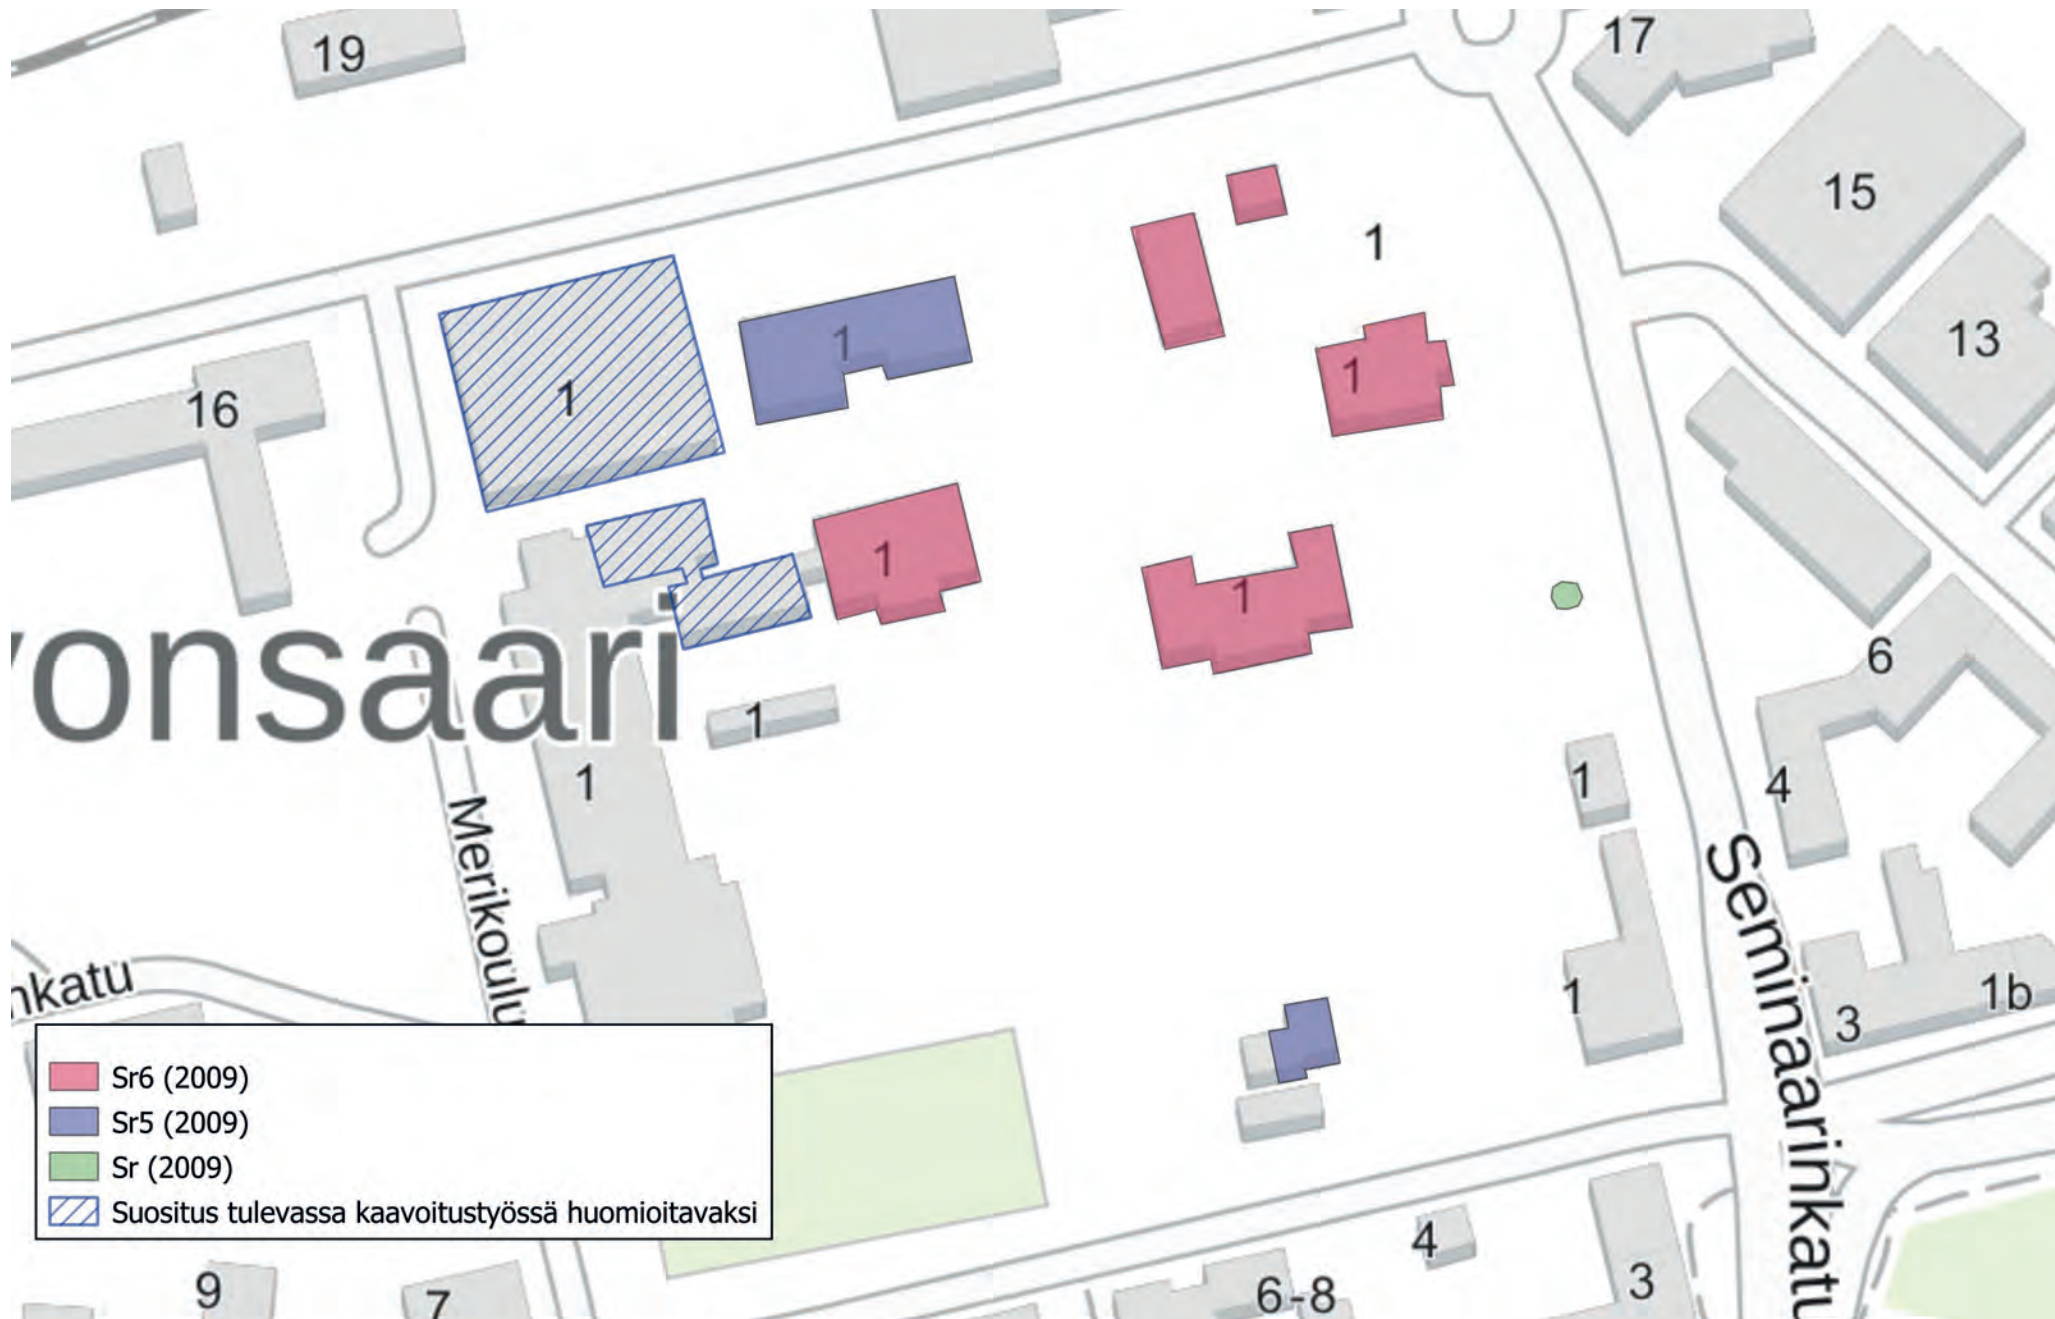 19
17
15
1
13
1
1
1
1
16
1
1
6
vonsaari
1
1
1
4
Merikoulu
Seminaarinkatu
nkatu
1
1b
3
Sr6 (2009)
Sr5 (2009)
Sr (2009)
Suositus tulevassa kaavoitustyössä huomioitavaksi
4
9
7
6-8
3